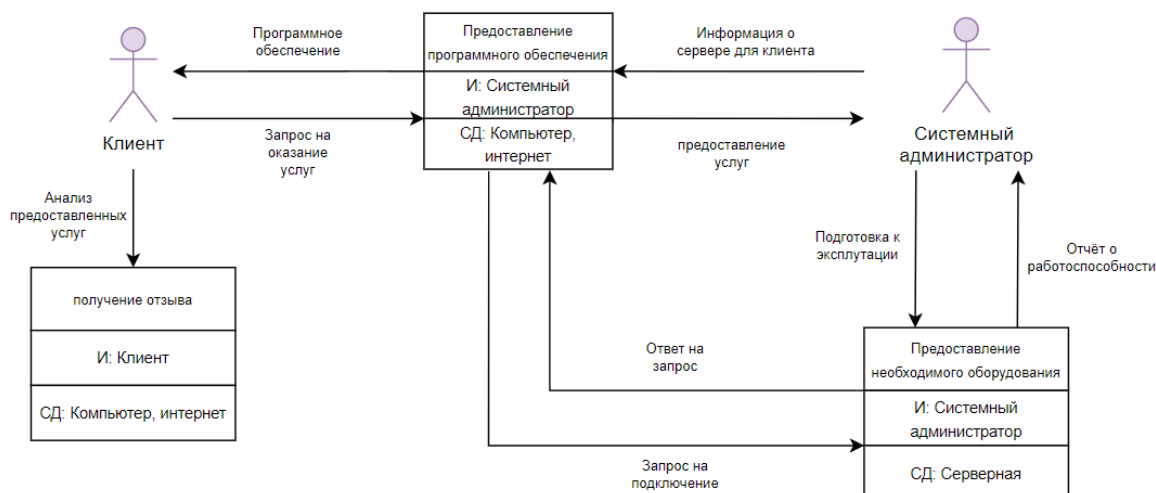 Программное
обеспечение
Предоставление
программного обеспечения
Информация о
сервере для клиента
И: Системный
администратор
СД: Компьютер,
интернет
Клиент
Запрос на
оказание
услуг
предоставление
услуг
Системный
администратор
Анализ
предоставленных
услуг
Подготовка к
эксплутации
Отчёт о
работоспособности
получение отзыва
И: Клиент
СД: Компьютер, интернет
Ответ на
запрос
Предоставление
необходимого оборудования
И: Системный
администратор
СД: Серверная
Запрос на
подключение